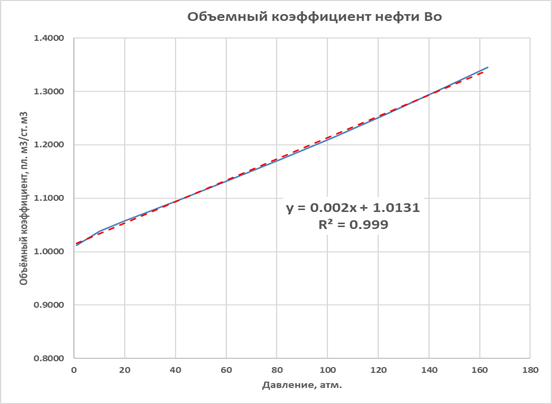 Объемный коэффициент нефти Bo
Объёмный коэффициент, пл. м3/ст. м3
1.4000
1.3000
1.2000
1.1000
1.0000
0.9000
0.8000
y = 0.002x + 1.0131
R² = 0.999
0 20 40 60 80 100 120 140 160 180
Давление, атм.